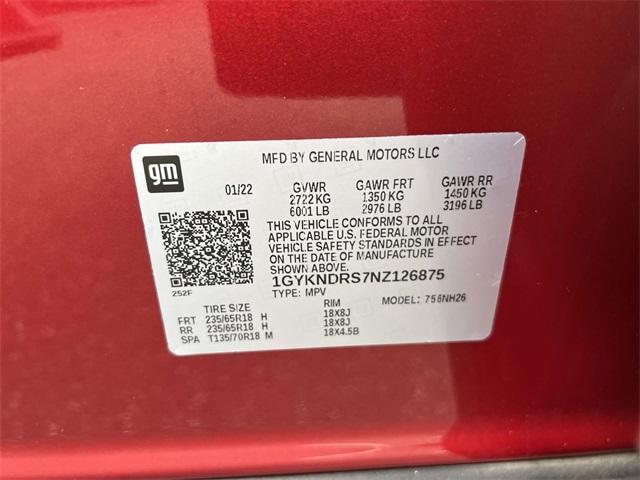 MFD BY GENERAL MOTORS LLC
gm
01/22 GVWR GAWR FRT GAWR RR
2722 KG 1350 KG 1450 KG
6001 LB 2976 LB 3196 LB
THIS VEHICLE CONFORMS TO ALL
APPLICABLE U.S. FEDERAL MOTOR
VEHICLE SAFETY STANDARDS IN EFFECT
ON THE DATE OF MANUFACTURE
SHOWN ABOVE.
1GYKNDRS7NZ126875
252F
TYPE: MPV MODEL: 756NH26
TIRE SIZE RIM
FRT 235/65R18 H 18X8J
RR 235/65R18 H 18X8J
SPA T135/70R18 M 18X4.5B